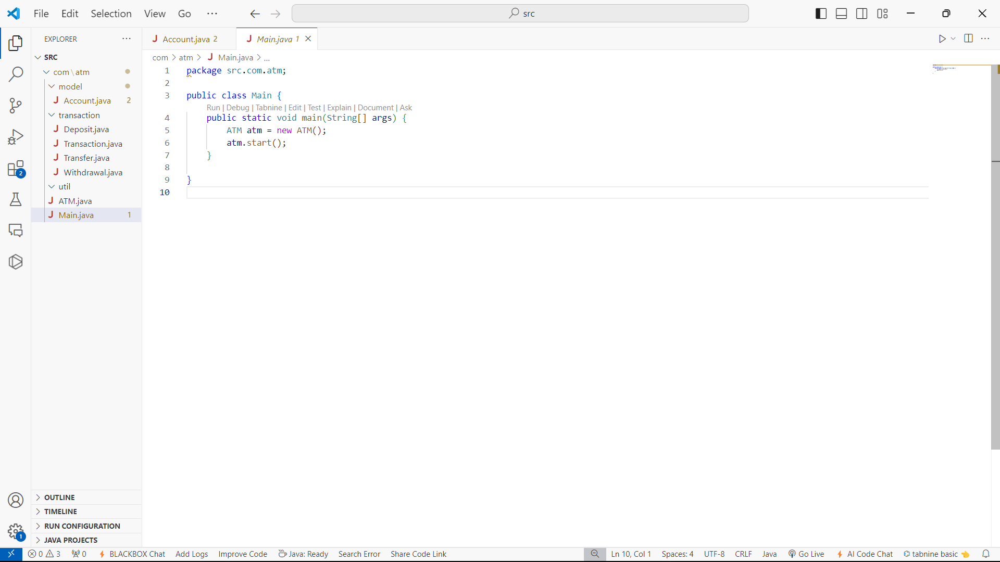 File Edit Selection View Go ···
src
EXPLORER ···
Account.java 2
Main.java 1
SRC
com\atm
model
Account.java 2
transaction
Deposit.java
Transaction.java
Transfer.java
Withdrawal.java
util
ATM.java
Main.java 1
com > atm > Main.java > ...
1 package src.com.atm;
2
3 public class Main {
Run | Debug | Tabnine | Edit | Test | Explain | Document | Ask
4 public static void main(String[] args) {
5 ATM atm = new ATM();
6 atm.start();
7 }
8
9 }
10
2
OUTLINE
TIMELINE
RUN CONFIGURATION
JAVA PROJECTS
1
0 3 0 BLACKBOX Chat Add Logs Improve Code Java: Ready Search Error Share Code Link Ln 10, Col 1 Spaces: 4 UTF-8 CRLF Java Go Live AI Code Chat tabnine basic